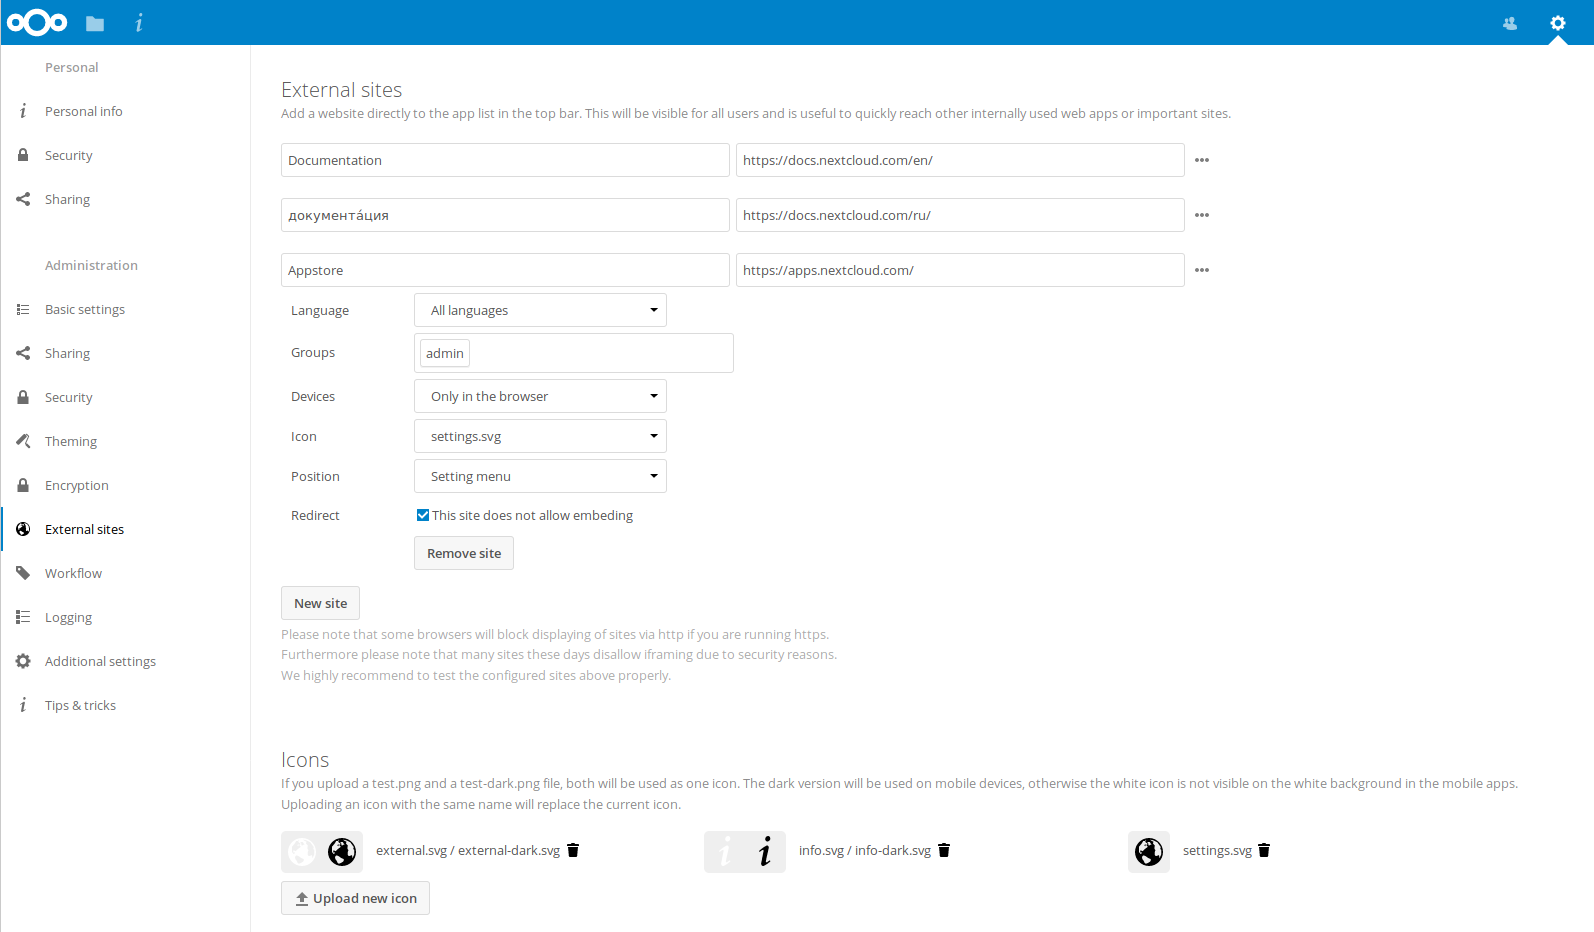 Personal
Personal info
Security
Sharing
Administration
Basic settings
Sharing
Security
Theming
Encryption
External sites
Workflow
Logging
Additional settings
Tips & tricks
External sites
Add a website directly to the app list in the top bar. This will be visible for all users and is useful to quickly reach other internally used web apps or important sites.
Documentation https://docs.nextcloud.com/en/
документа́ция https://docs.nextcloud.com/ru/
Appstore https://apps.nextcloud.com/
Language All languages
Groups admin
Devices Only in the browser
Icon settings.svg
Position Setting menu
Redirect This site does not allow embeding
Remove site
New site
Please note that some browsers will block displaying of sites via http if you are running https.
Furthermore please note that many sites these days disallow iframing due to security reasons.
We highly recommend to test the configured sites above properly.
Icons
If you upload a test.png and a test-dark.png file, both will be used as one icon. The dark version will be used on mobile devices, otherwise the white icon is not visible on the white background in the mobile apps.
Uploading an icon with the same name will replace the current icon.
external.svg / external-dark.svg info.svg / info-dark.svg settings.svg
Upload new icon